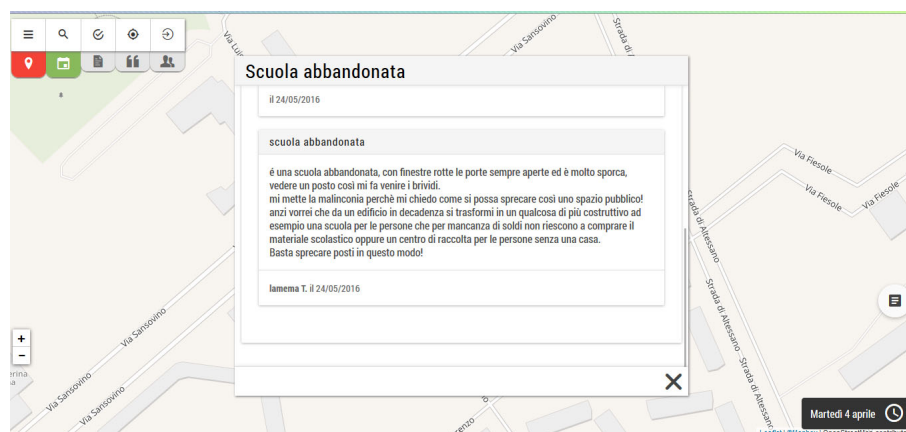 Scuola abbandonata
il 24/05/2016
scuola abbandonata
é una scuola abbandonata, con finestre rotte le porte sempre aperte ed è molto sporca,
vedere un posto così mi fa venire i brividi.
mi mette la malinconia perchè mi chiedo come si possa sprecare così uno spazio pubblico!
anzi vorrei che da un edificio in decadenza si trasformi in un qualcosa di più costruttivo ad
esempio una scuola per le persone che per mancanza di soldi non riescono a comprare il
materiale scolastico oppure un centro di raccolta per le persone senza una casa.
Basta sprecare posti in questo modo!
lamema T. il 24/05/2016
Via Sansovino
Strada di
Via Fiesole
Via Fiesole
Via Fiesole
Strada di Altessano
Strada di Altessano
Strada di Altessano
Via Sansovino
Via Sansovino
Via Sansovino
+
-
Martedì 4 aprile